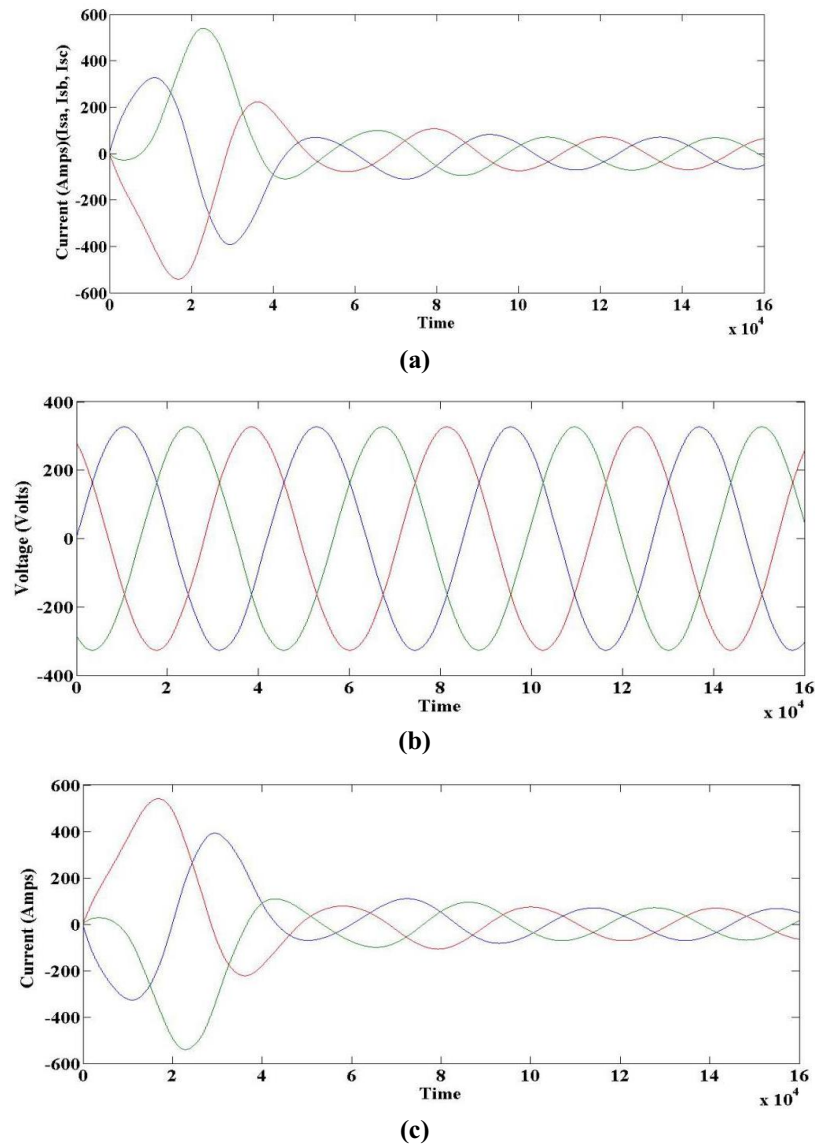 600
400
200
0
-200
-400
-600
Current (Amps)(Isa, Isb, Isc)
0 2 4 6 8 10 12 14 16
Time
x 10^4
(a)
400
200
0
-200
-400
Voltage (Volts)
0 2 4 6 8 10 12 14 16
Time
x 10^4
(b)
600
400
200
0
-200
-400
-600
Current (Amps)
0 2 4 6 8 10 12 14 16
Time
x 10^4
(c)